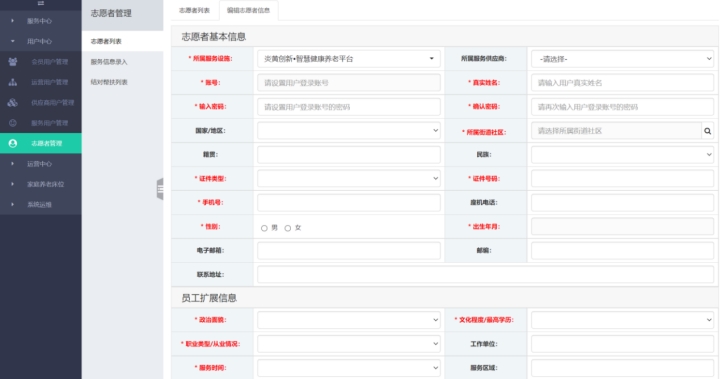 服务中心
用户中心
会员用户管理
运营用户管理
供应商用户管理
服务用户管理
志愿者管理
运营中心
家庭养老床位
系统运维
志愿者管理
志愿者列表
服务信息录入
结对帮扶列表
志愿者列表 编辑志愿者信息
志愿者基本信息
* 所属服务设施: 炎黄创新•智慧健康养老平台 所属服务供应商: -请选择-
* 账号: 请设置用户登录账号 * 真实姓名: 请输入用户真实姓名
* 输入密码: 请设置用户登录账号的密码 * 确认密码: 请再次输入用户登录账号的密码
国家/地区: * 所属街道社区: 请选择所属街道社区
籍贯: 民族:
* 证件类型: * 证件号码:
* 手机号: 座机电话:
* 性别: 男 女 * 出生年月:
电子邮箱: 邮编:
联系地址:
员工扩展信息
* 政治面貌: * 文化程度/最高学历:
* 职业类型/从业情况: 工作单位:
* 服务时间: 服务区域: